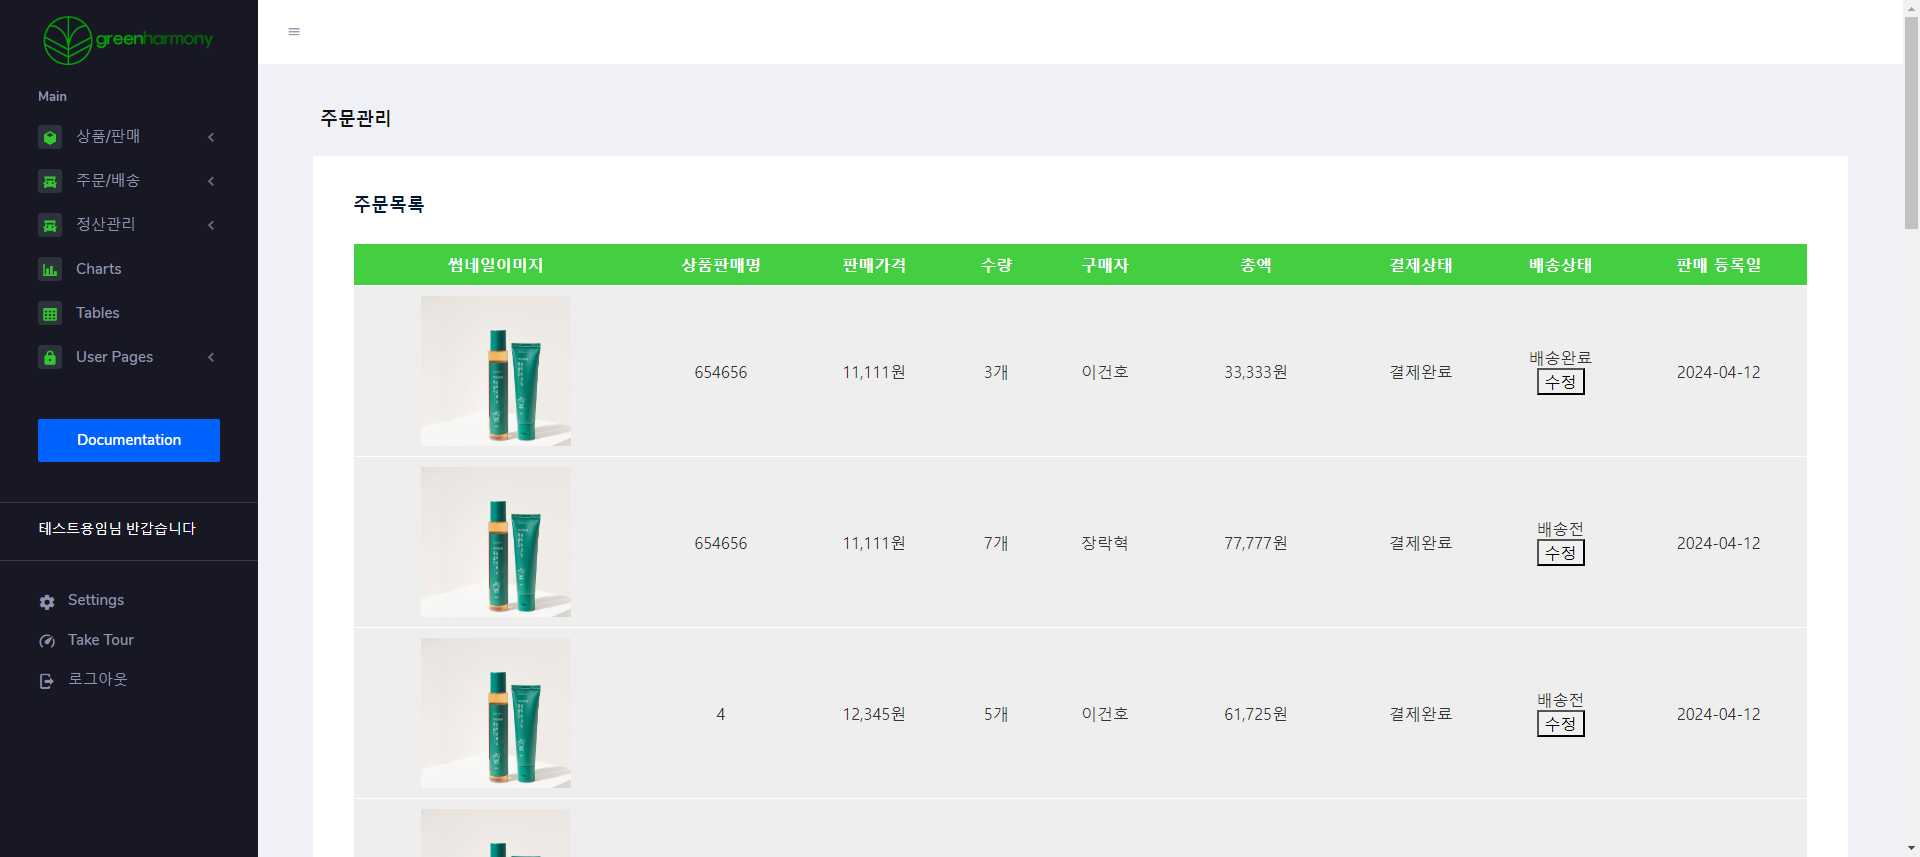 greenharmony
Main
상품/판매
주문/배송
정산관리
Charts
Tables
User Pages
Documentation
테스트용임님 반갑습니다
Settings
Take Tour
로그아웃
주문관리
주문목록
썸네일이미지 상품판매명 판매가격 수량 구매자 총액 결제상태 배송상태 판매 등록일
654656 11,111원 3개 이건호 33,333원 결제완료 배송완료 2024-04-12
수정
654656 11,111원 7개 장락혁 77,777원 결제완료 배송전 2024-04-12
수정
4 12,345원 5개 이건호 61,725원 결제완료 배송전 2024-04-12
수정